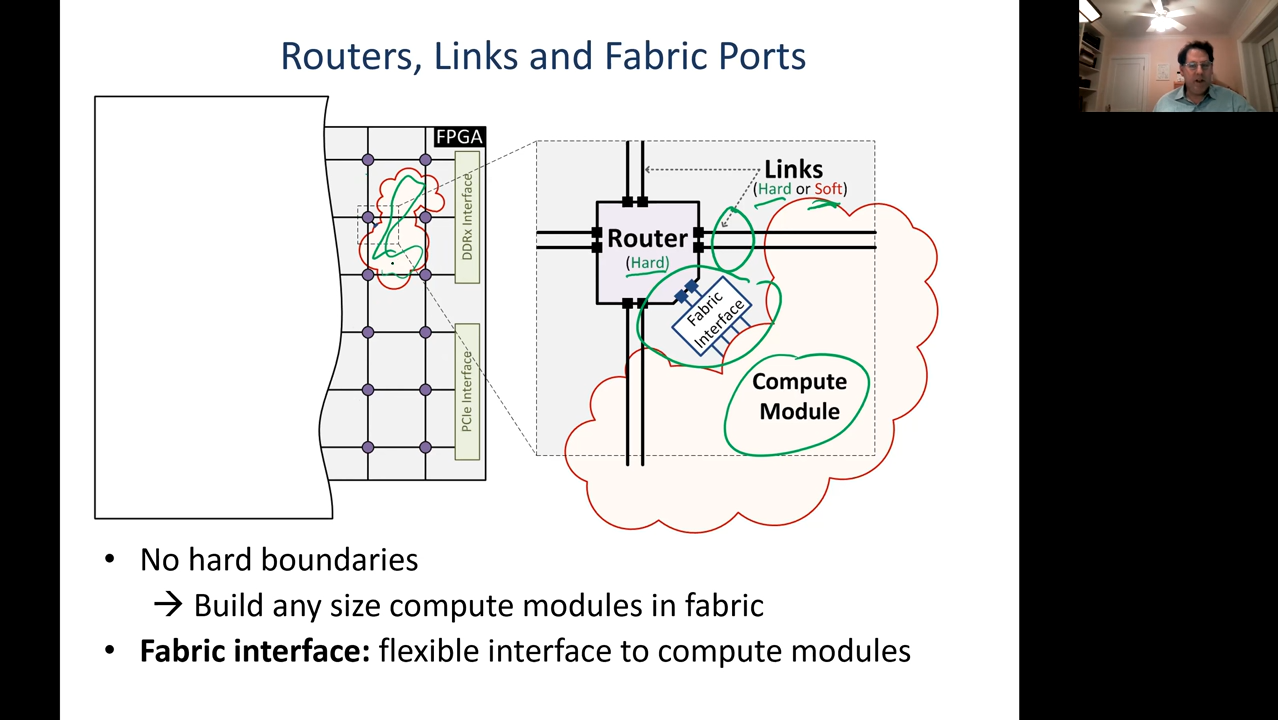 Routers, Links and Fabric Ports
FPGA
DDRx Interface
PCIe Interface
Links
(Hard or Soft)
Router
(Hard)
Fabric
Interface
Compute
Module
• No hard boundaries
→ Build any size compute modules in fabric
• Fabric interface: flexible interface to compute modules